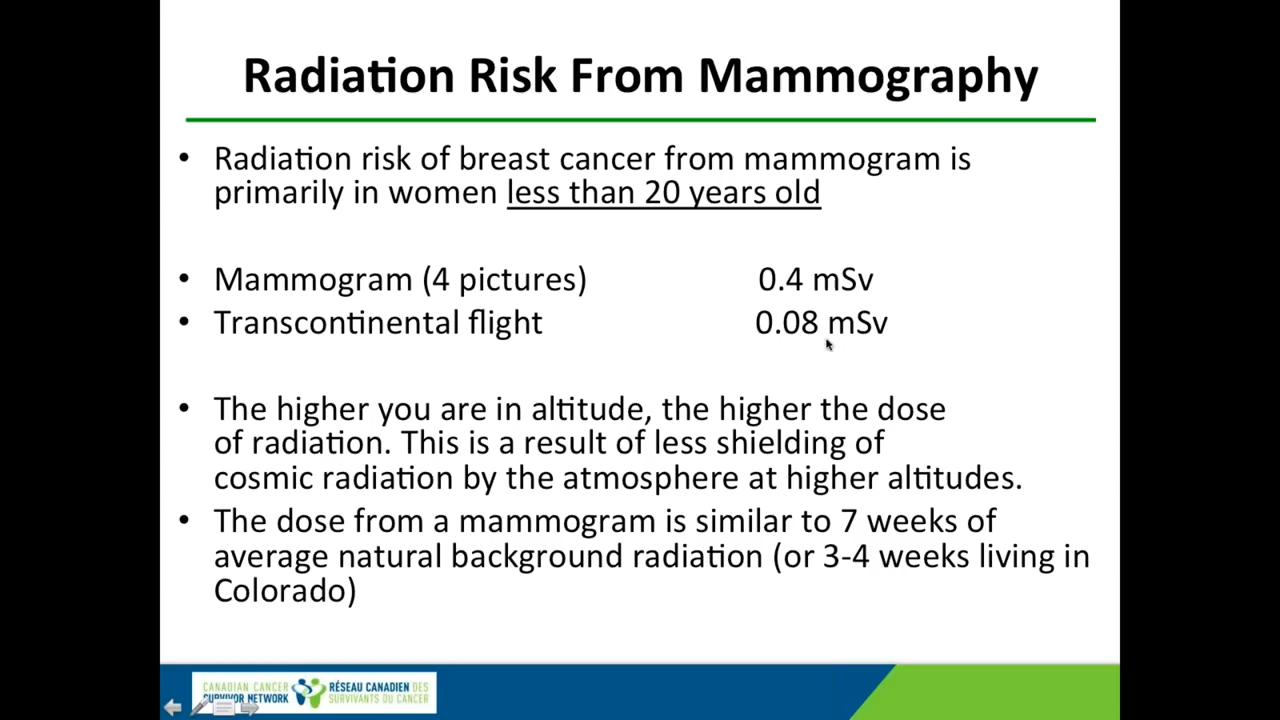 Radiation Risk From Mammography
• Radiation risk of breast cancer from mammogram is
primarily in women less than 20 years old
• Mammogram (4 pictures) 0.4 mSv
• Transcontinental flight 0.08 mSv
• The higher you are in altitude, the higher the dose
of radiation. This is a result of less shielding of
cosmic radiation by the atmosphere at higher altitudes.
• The dose from a mammogram is similar to 7 weeks of
average natural background radiation (or 3-4 weeks living in
Colorado)
CANADIAN CANCER
SURVIVOR NETWORK
RÉSEAU CANADIEN DES
SURVIVANTS DU CANCER